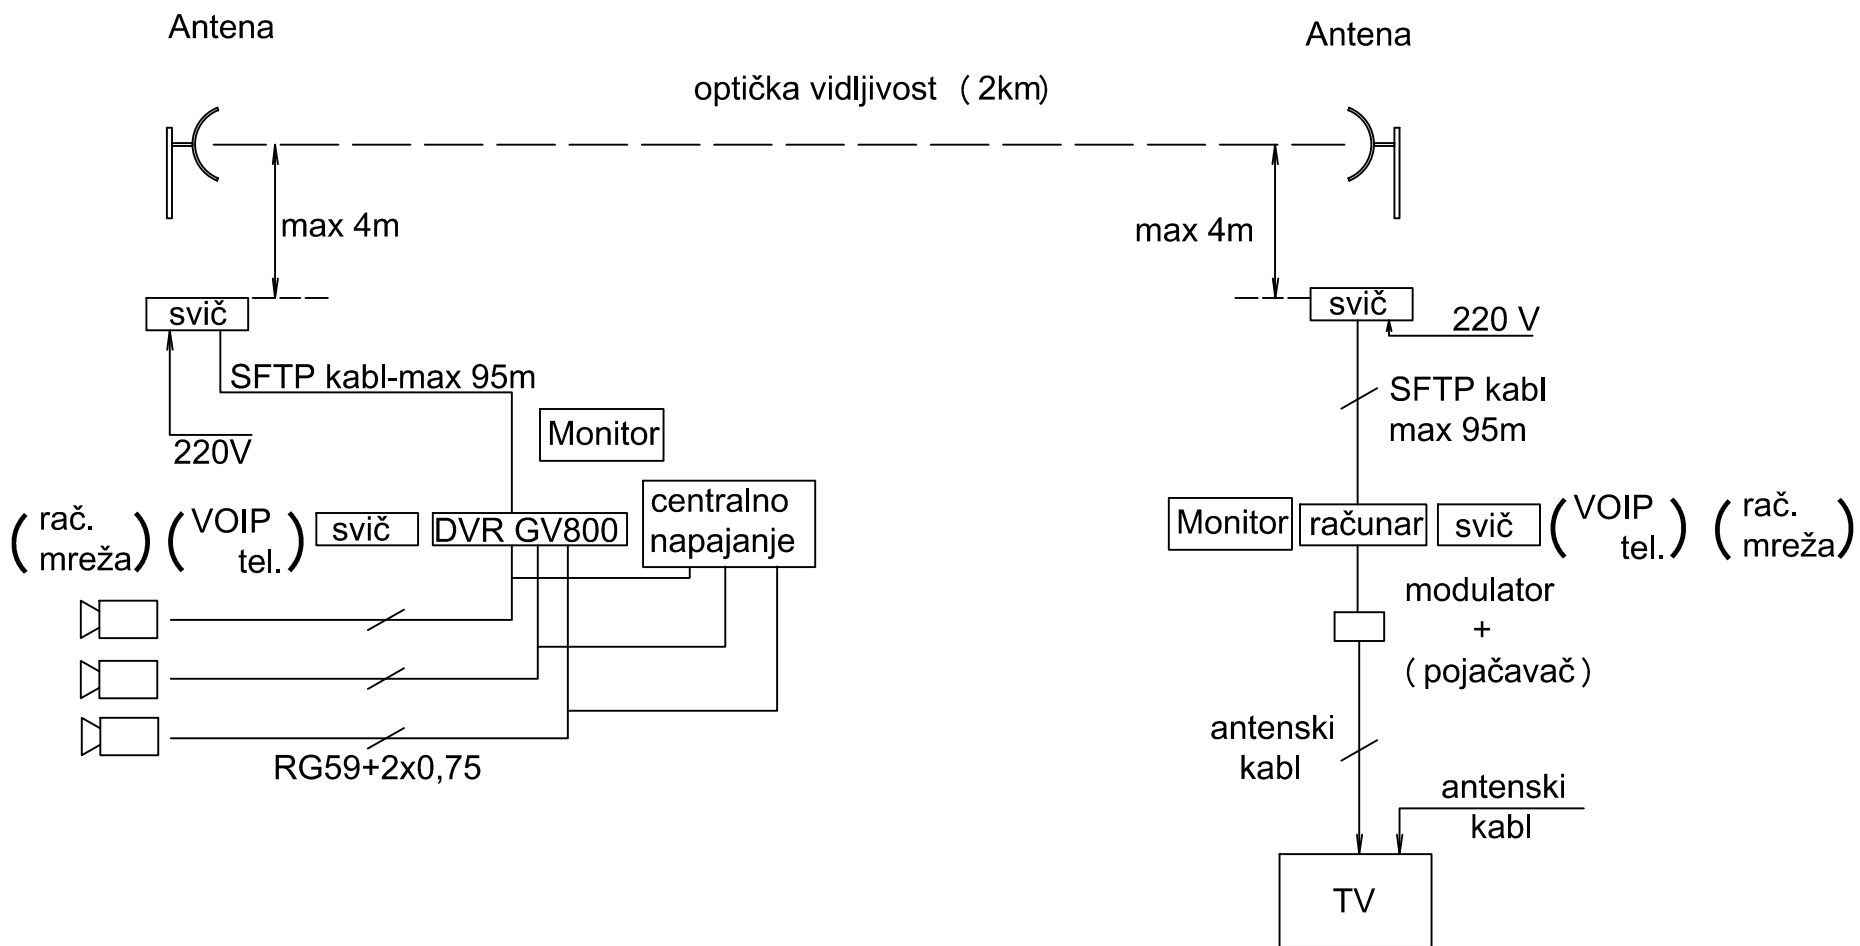 Antena
Antena
optička vidljivost ( 2km)
max 4m
max 4m
svič
svič
220 V
SFTP kabl-max 95m
SFTP kabl
max 95m
220V
Monitor
centralno
napajanje
(rač.
mreža)
(VOIP
tel.)
svič
DVR GV800
Monitor
računar
svič
(VOIP
tel.)
(rač.
mreža)
modulator
+
( pojačavač )
RG59+2x0,75
antenski
kabl
antenski
kabl
TV